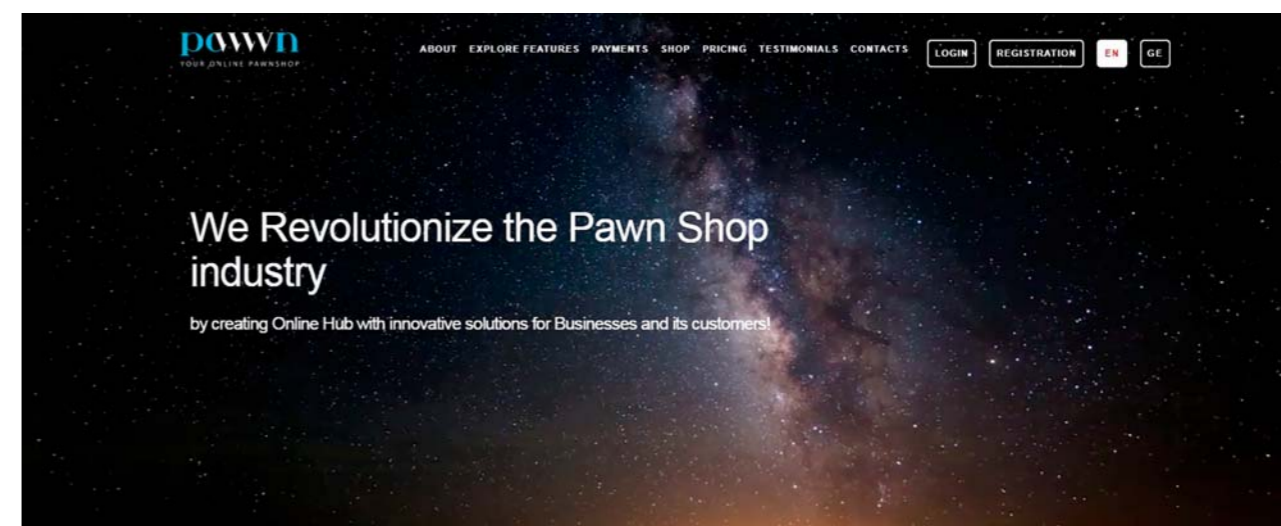 pawwn
YOUR ONLINE PAWNSHOP
ABOUT EXPLORE FEATURES PAYMENTS SHOP PRICING TESTIMONIALS CONTACTS LOGIN REGISTRATION EN GE
We Revolutionize the Pawn Shop
industry
by creating Online Hub with innovative solutions for Businesses and its customers!